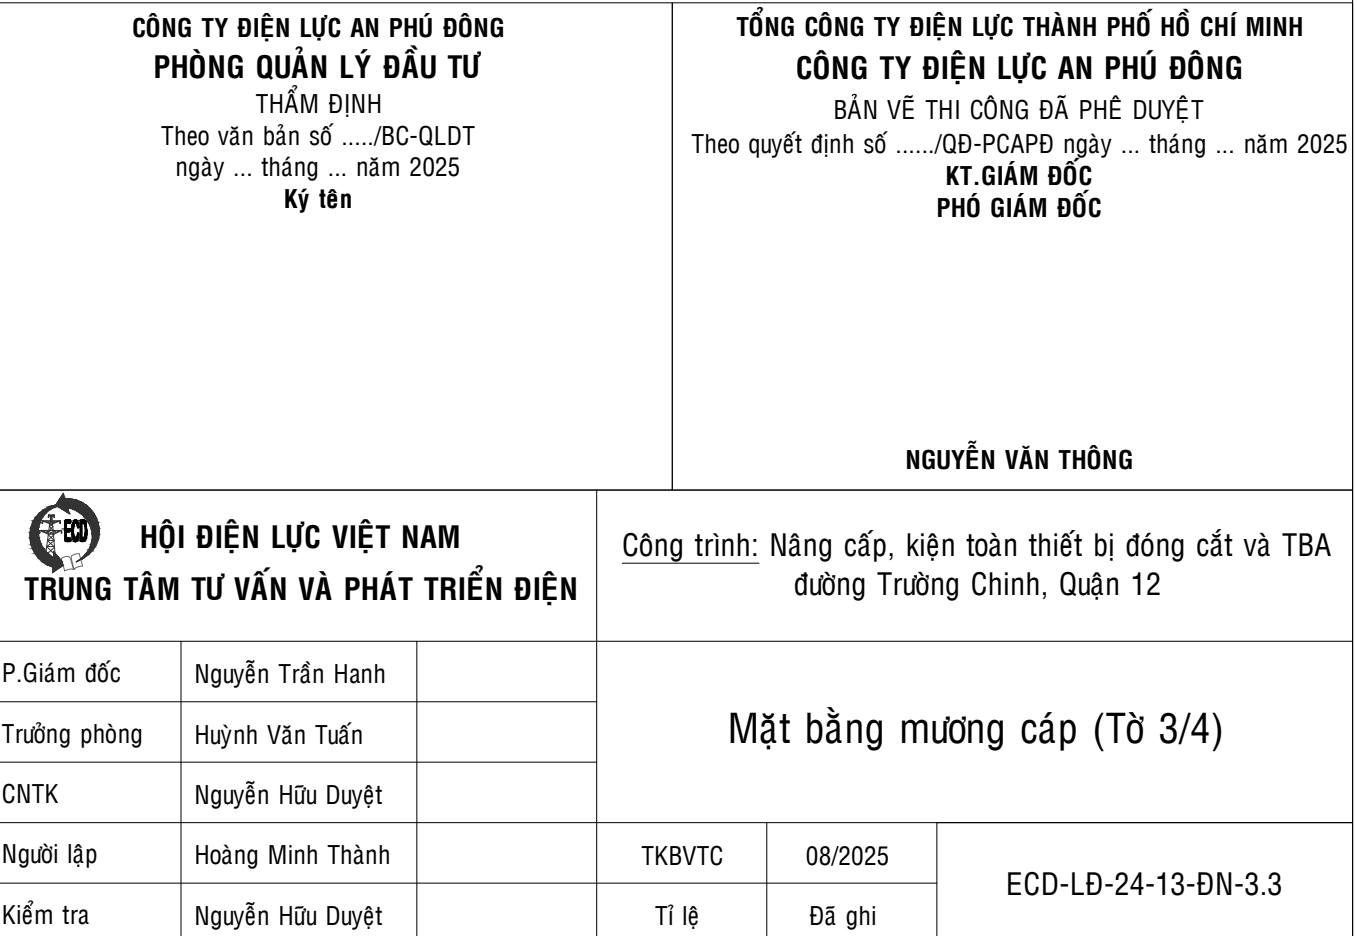 CÔNG TY ĐIỆN LỰC AN PHÚ ĐÔNG
PHÒNG QUẢN LÝ ĐẦU TƯ
THẨM ĐỊNH
Theo văn bản số ...../BC-QLDT
ngày ... tháng ... năm 2025
Ký tên
TỔNG CÔNG TY ĐIỆN LỰC THÀNH PHỐ HỒ CHÍ MINH
CÔNG TY ĐIỆN LỰC AN PHÚ ĐÔNG
BẢN VẼ THI CÔNG ĐÃ PHÊ DUYỆT
Theo quyết định số ....../QĐ-PCAPĐ ngày ... tháng ... năm 2025
KT.GIÁM ĐỐC
PHÓ GIÁM ĐỐC
NGUYỄN VĂN THÔNG
ECD
HỘI ĐIỆN LỰC VIỆT NAM
TRUNG TÂM TƯ VẤN VÀ PHÁT TRIỂN ĐIỆN
Công trình: Nâng cấp, kiện toàn thiết bị đóng cắt và TBA
đường Trường Chinh, Quận 12
P.Giám đốc Nguyễn Trần Hanh
Trưởng phòng Huỳnh Văn Tuấn
CNTK Nguyễn Hữu Duyệt
Mặt bằng mương cáp (Tờ 3/4)
Người lập Hoàng Minh Thành TKBVTC 08/2025
Kiểm tra Nguyễn Hữu Duyệt Tỉ lệ Đã ghi
ECD-LĐ-24-13-ĐN-3.3